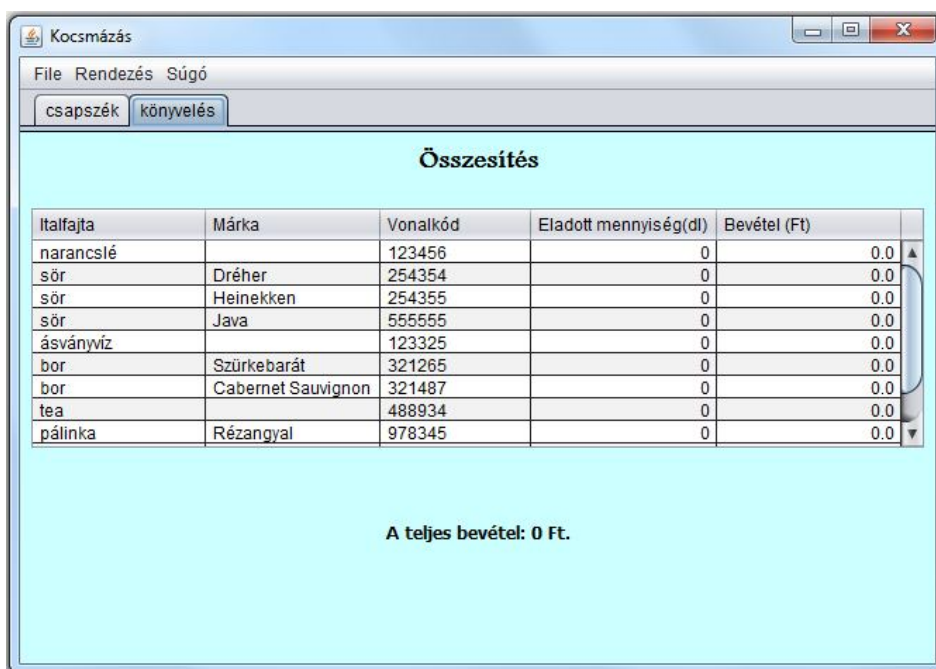 Kocsmázás
File Rendezés Súgó
csapszék könyvelés
Összesítés
Italfajta Márka Vonalkód Eladott mennyiség(dl) Bevétel (Ft)
narancslé 123456 0 0.0
sör Dréher 254354 0 0.0
sör Heinekken 254355 0 0.0
sör Java 555555 0 0.0
ásványvíz 123325 0 0.0
bor Szürkebarát 321265 0 0.0
bor Cabernet Sauvignon 321487 0 0.0
tea 488934 0 0.0
pálinka Rézangyal 978345 0 0.0
A teljes bevétel: 0 Ft.